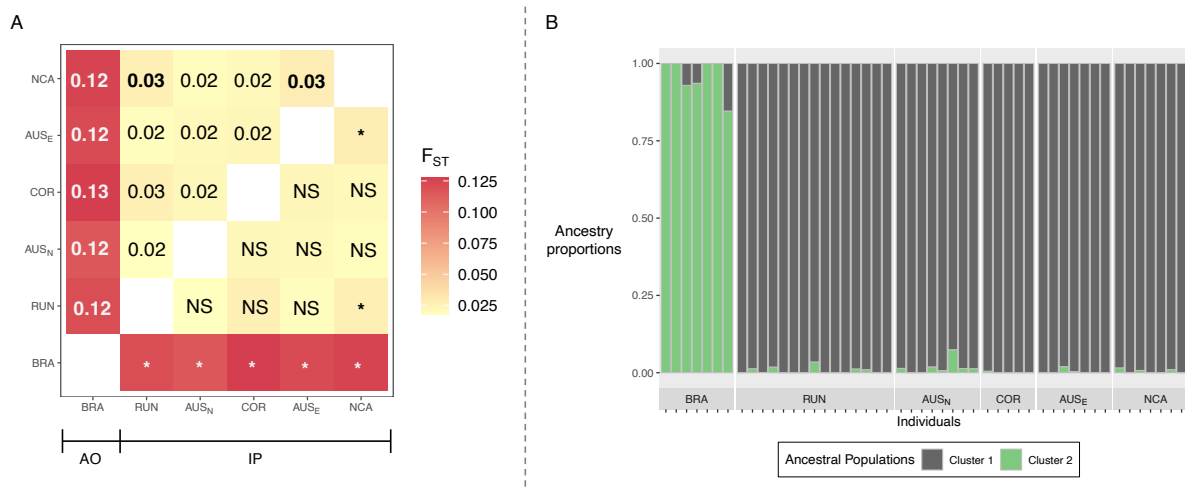 A
NCA 0.12 0.03 0.02 0.02 0.03
AUSE 0.12 0.02 0.02 0.02 *
COR 0.13 0.03 0.02 NS NS
AUSN 0.12 0.02 NS NS NS
RUN 0.12 NS NS NS *
BRA * * * * *
BRA RUN AUSN COR AUSE NCA
AO IP
FST
0.125
0.100
0.075
0.050
0.025
B
Ancestry
proportions
1.00
0.75
0.50
0.25
0.00
BRA RUN AUSN COR AUSE NCA
Individuals
Ancestral Populations Cluster 1 Cluster 2